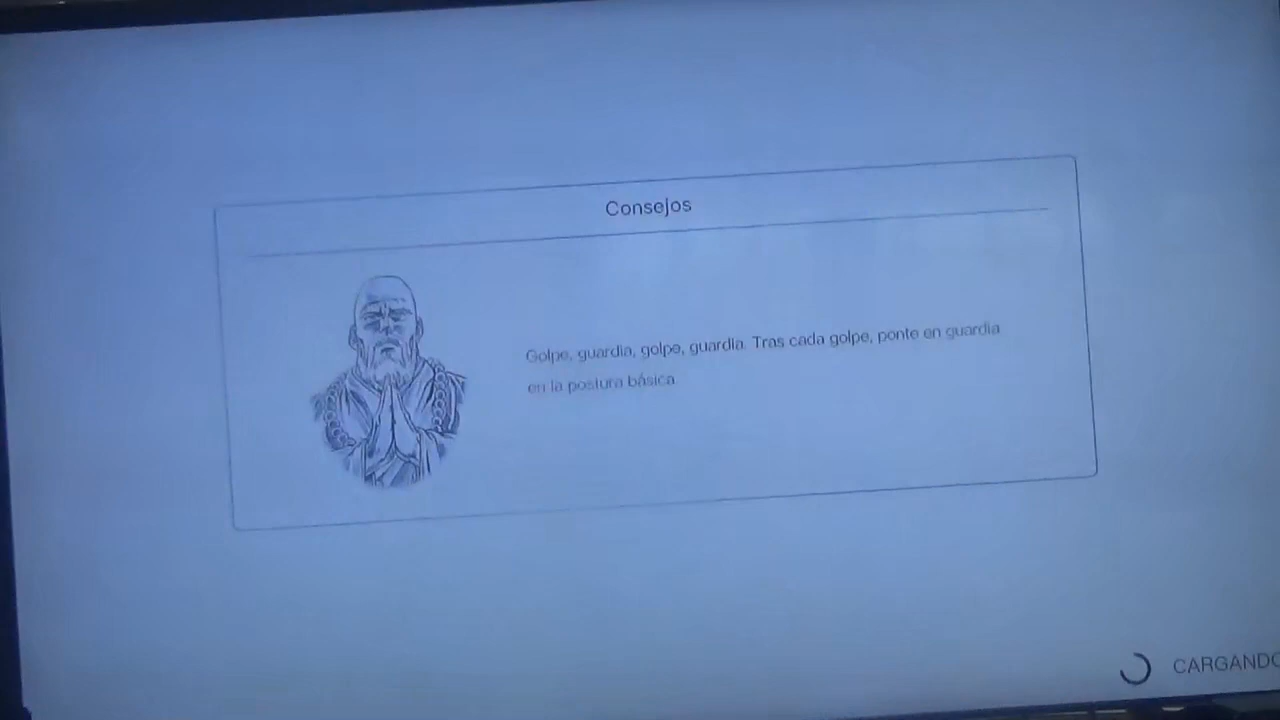 Consejos
Golpe, guardia, golpe, guardia. Tras cada golpe, ponte en guardia
en la postura básica.
CARGANDO